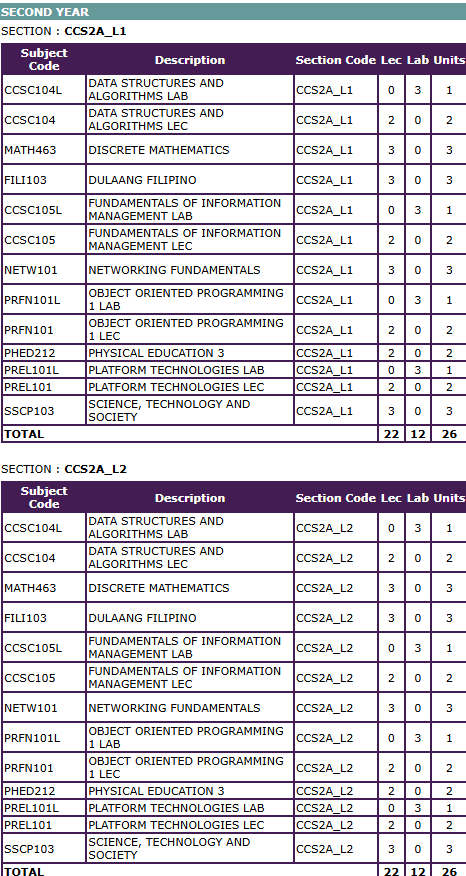 SECOND YEAR
SECTION : CCS2A_L1
Subject Code Description Section Code Lec Lab Units
CCSC104L DATA STRUCTURES AND ALGORITHMS LAB CCS2A_L1 0 3 1
CCSC104 DATA STRUCTURES AND ALGORITHMS LEC CCS2A_L1 2 0 2
MATH463 DISCRETE MATHEMATICS CCS2A_L1 3 0 3
FILI103 DULAANG FILIPINO CCS2A_L1 3 0 3
CCSC105L FUNDAMENTALS OF INFORMATION MANAGEMENT LAB CCS2A_L1 0 3 1
CCSC105 FUNDAMENTALS OF INFORMATION MANAGEMENT LEC CCS2A_L1 2 0 2
NETW101 NETWORKING FUNDAMENTALS CCS2A_L1 3 0 3
PRFN101L OBJECT ORIENTED PROGRAMMING 1 LAB CCS2A_L1 0 3 1
PRFN101 OBJECT ORIENTED PROGRAMMING 1 LEC CCS2A_L1 2 0 2
PHED212 PHYSICAL EDUCATION 3 CCS2A_L1 2 0 2
PREL101L PLATFORM TECHNOLOGIES LAB CCS2A_L1 0 3 1
PREL101 PLATFORM TECHNOLOGIES LEC CCS2A_L1 2 0 2
SSCP103 SCIENCE, TECHNOLOGY AND SOCIETY CCS2A_L1 3 0 3
TOTAL 22 12 26
SECTION : CCS2A_L2
Subject Code Description Section Code Lec Lab Units
CCSC104L DATA STRUCTURES AND ALGORITHMS LAB CCS2A_L2 0 3 1
CCSC104 DATA STRUCTURES AND ALGORITHMS LEC CCS2A_L2 2 0 2
MATH463 DISCRETE MATHEMATICS CCS2A_L2 3 0 3
FILI103 DULAANG FILIPINO CCS2A_L2 3 0 3
CCSC105L FUNDAMENTALS OF INFORMATION MANAGEMENT LAB CCS2A_L2 0 3 1
CCSC105 FUNDAMENTALS OF INFORMATION MANAGEMENT LEC CCS2A_L2 2 0 2
NETW101 NETWORKING FUNDAMENTALS CCS2A_L2 3 0 3
PRFN101L OBJECT ORIENTED PROGRAMMING 1 LAB CCS2A_L2 0 3 1
PRFN101 OBJECT ORIENTED PROGRAMMING 1 LEC CCS2A_L2 2 0 2
PHED212 PHYSICAL EDUCATION 3 CCS2A_L2 2 0 2
PREL101L PLATFORM TECHNOLOGIES LAB CCS2A_L2 0 3 1
PREL101 PLATFORM TECHNOLOGIES LEC CCS2A_L2 2 0 2
SSCP103 SCIENCE, TECHNOLOGY AND SOCIETY CCS2A_L2 3 0 3
TOTAL 22 12 26